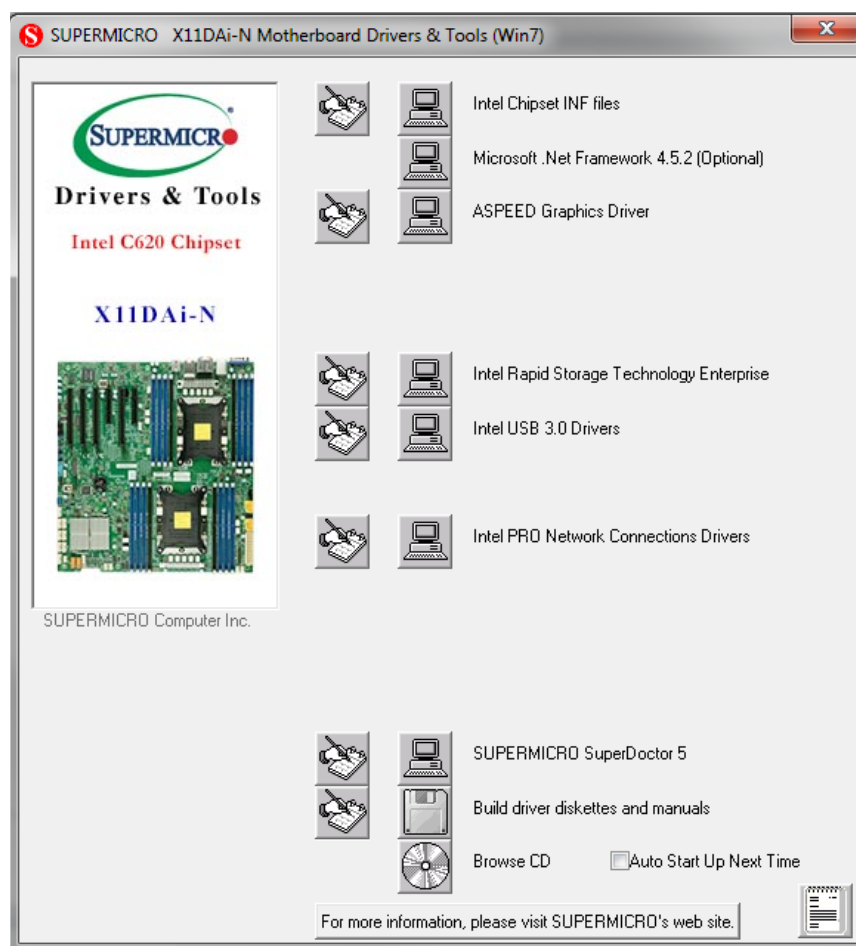 SUPERMICRO X11DAi-N Motherboard Drivers & Tools (Win7)
SUPERMICR
Drivers & Tools
Intel C620 Chipset
X11DAi-N
SUPERMICRO Computer Inc.
Intel Chipset INF files
Microsoft .Net Framework 4.5.2 (Optional)
ASPEED Graphics Driver
Intel Rapid Storage Technology Enterprise
Intel USB 3.0 Drivers
Intel PRO Network Connections Drivers
SUPERMICRO SuperDoctor 5
Build driver diskettes and manuals
Browse CD
Auto Start Up Next Time
For more information, please visit SUPERMICRO's web site.